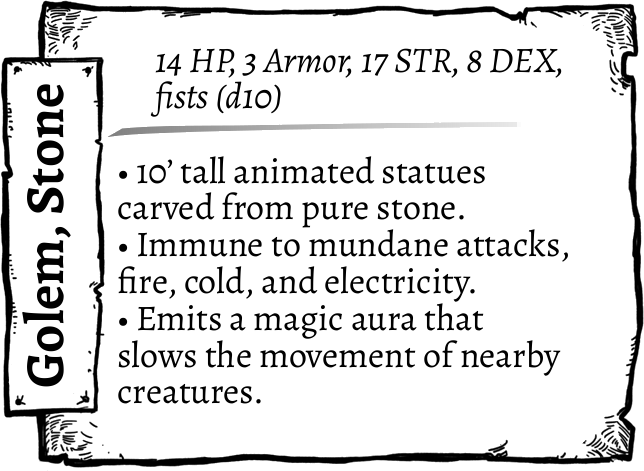 Golem, Stone
14 HP, 3 Armor, 17 STR, 8 DEX,
fists (d10)
• 10’ tall animated statues
carved from pure stone.
• Immune to mundane attacks,
fire, cold, and electricity.
• Emits a magic aura that
slows the movement of nearby
creatures.